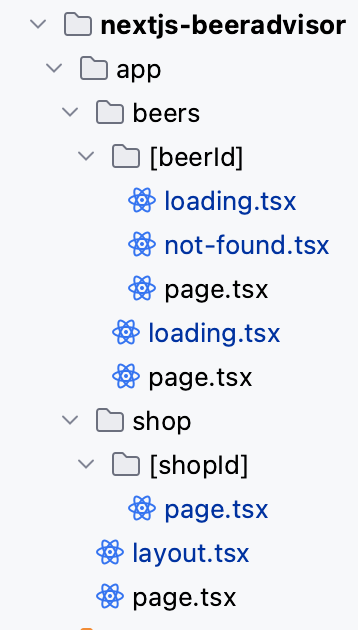 nextjs-beeradvisor
app
beers
[beerId]
loading.tsx
not-found.tsx
page.tsx
loading.tsx
page.tsx
shop
[shopId]
page.tsx
layout.tsx
page.tsx